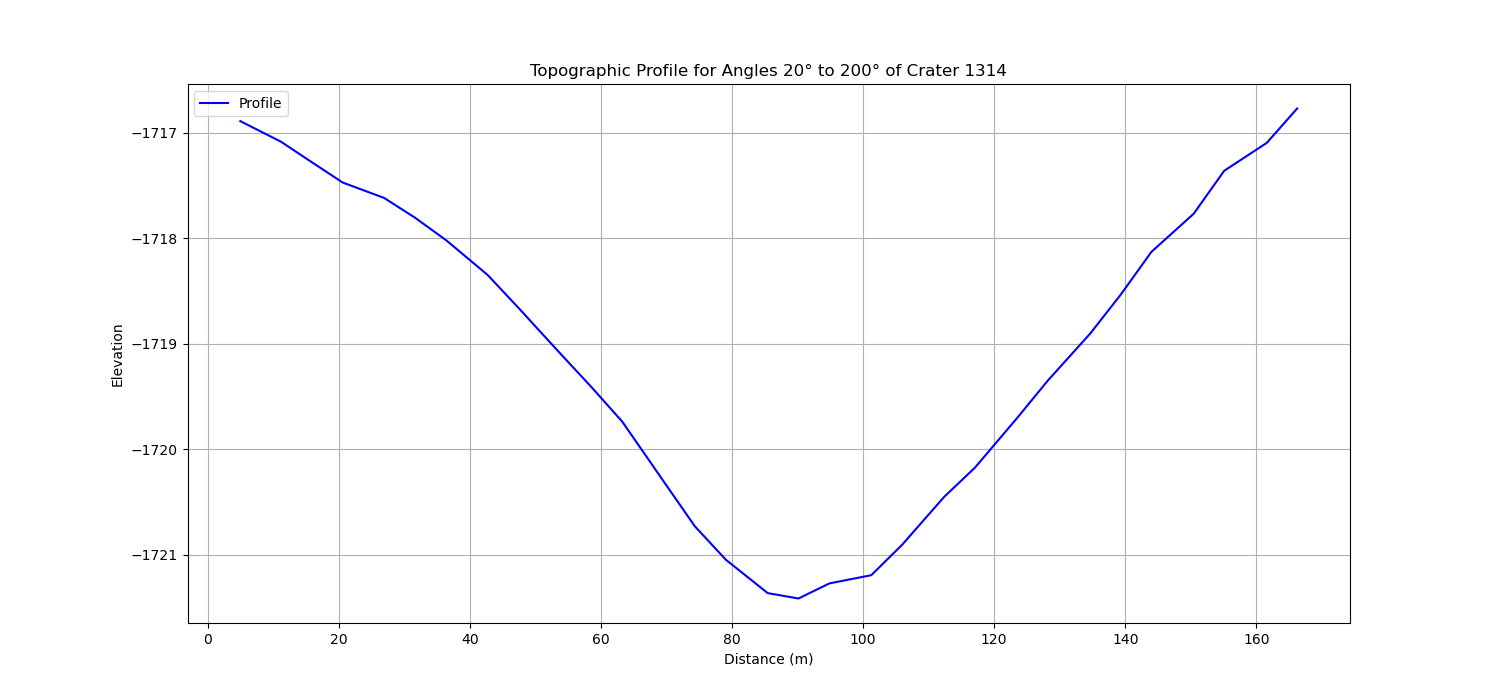 Topographic Profile for Angles 20° to 200° of Crater 1314
Profile
−1717
−1718
−1719
−1720
−1721
Elevation
0 20 40 60 80 100 120 140 160
Distance (m)